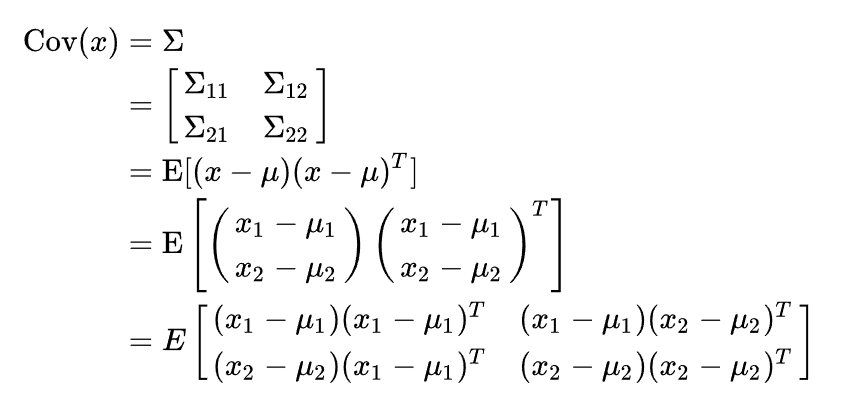 Cov(x) = Σ
= [Σ₁₁ Σ₁₂
Σ₂₁ Σ₂₂]
= E[(x − μ)(x − μ)ᵀ]
= E[(x₁ − μ₁
x₂ − μ₂)(x₁ − μ₁
x₂ − μ₂)ᵀ]
= E[(x₁ − μ₁)(x₁ − μ₁)ᵀ (x₁ − μ₁)(x₂ − μ₂)ᵀ
(x₂ − μ₂)(x₁ − μ₁)ᵀ (x₂ − μ₂)(x₂ − μ₂)ᵀ]